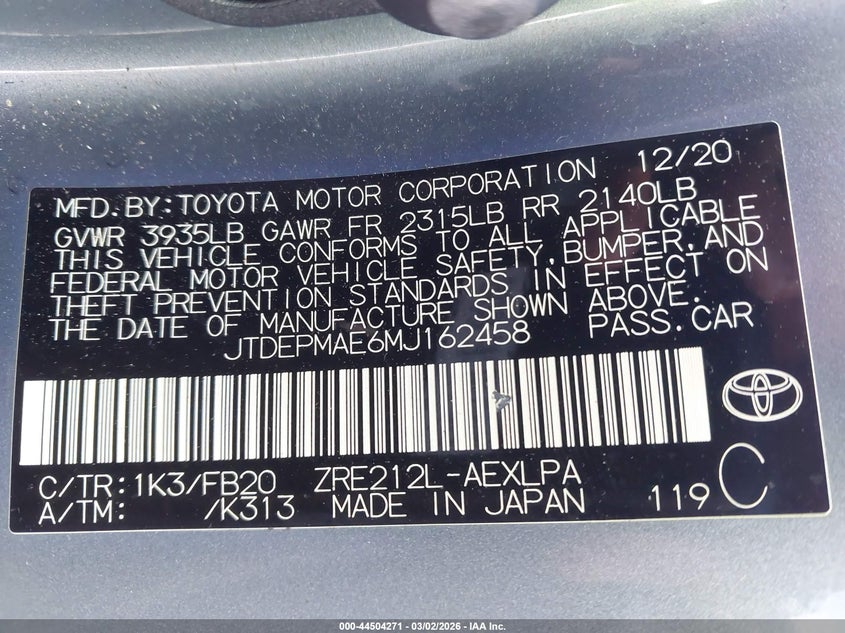 MFD.BY:TOYOTA MOTOR CORPORATION 12/20
GVWR 3935LB GAWR FR 2315LB RR 2140LB
THIS VEHICLE CONFORMS TO ALL APPLICABLE
FEDERAL MOTOR VEHICLE SAFETY,BUMPER,AND
THEFT PREVENTION STANDARDS IN EFFECT ON
THE DATE OF MANUFACTURE SHOWN ABOVE.
JTDEPMAE6MJ162458 PASS.CAR
C/TR:1K3/FB20 ZRE212L-AEXLPA
A/TM: /K313 MADE IN JAPAN 119 C
000-44504271 - 03/02/2026 - IAA Inc.